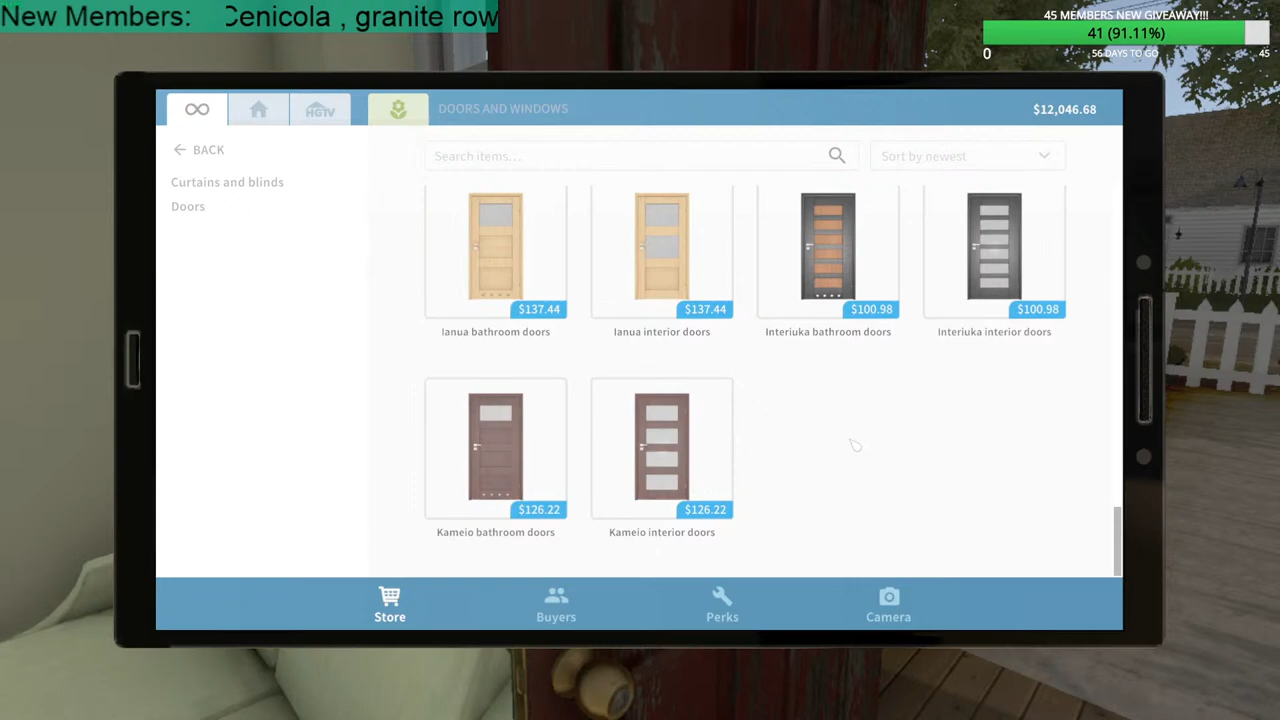 New Members: Cenicola , granite row
45 MEMBERS NEW GIVEAWAY!!!
41 (91.11%)
0 56 DAYS TO GO 45
HGTV DOORS AND WINDOWS $12,046.68
BACK
Search items... Sort by newest
Curtains and blinds
Doors
$137.44 $137.44 $100.98 $100.98
Ianua bathroom doors Ianua interior doors Interiuka bathroom doors Interiuka interior doors
$126.22 $126.22
Kameio bathroom doors Kameio interior doors
Store Buyers Perks Camera